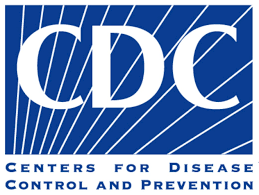 CDC
CENTERS FOR DISEASE
CONTROL AND PREVENTION